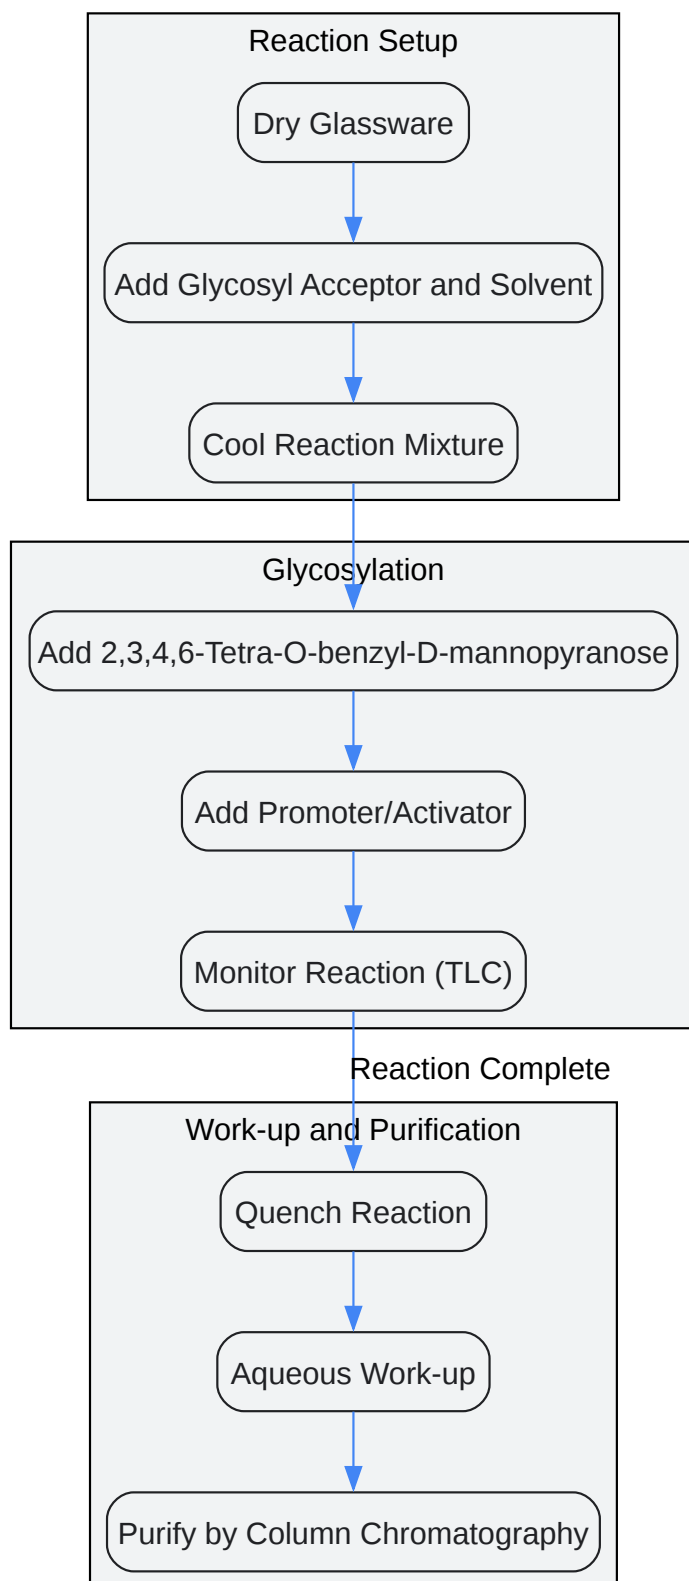 Reaction Setup
Dry Glassware
Add Glycosyl Acceptor and Solvent
Cool Reaction Mixture
Glycosylation
Add 2,3,4,6-Tetra-O-benzyl-D-mannopyranose
Add Promoter/Activator
Monitor Reaction (TLC)
Reaction Complete
Work-up and Purification
Quench Reaction
Aqueous Work-up
Purify by Column Chromatography